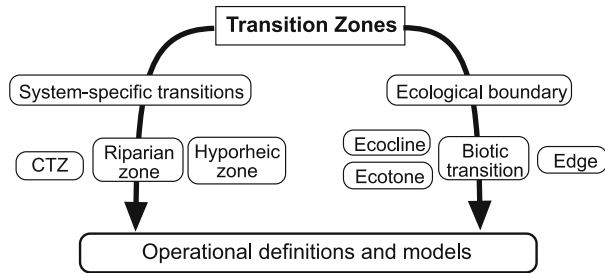 Transition Zones
System-specific transitions
Ecological boundary
CTZ
Riparian
zone
Hyporheic
zone
Ecocline
Ecotone
Biotic
transition
Edge
Operational definitions and models